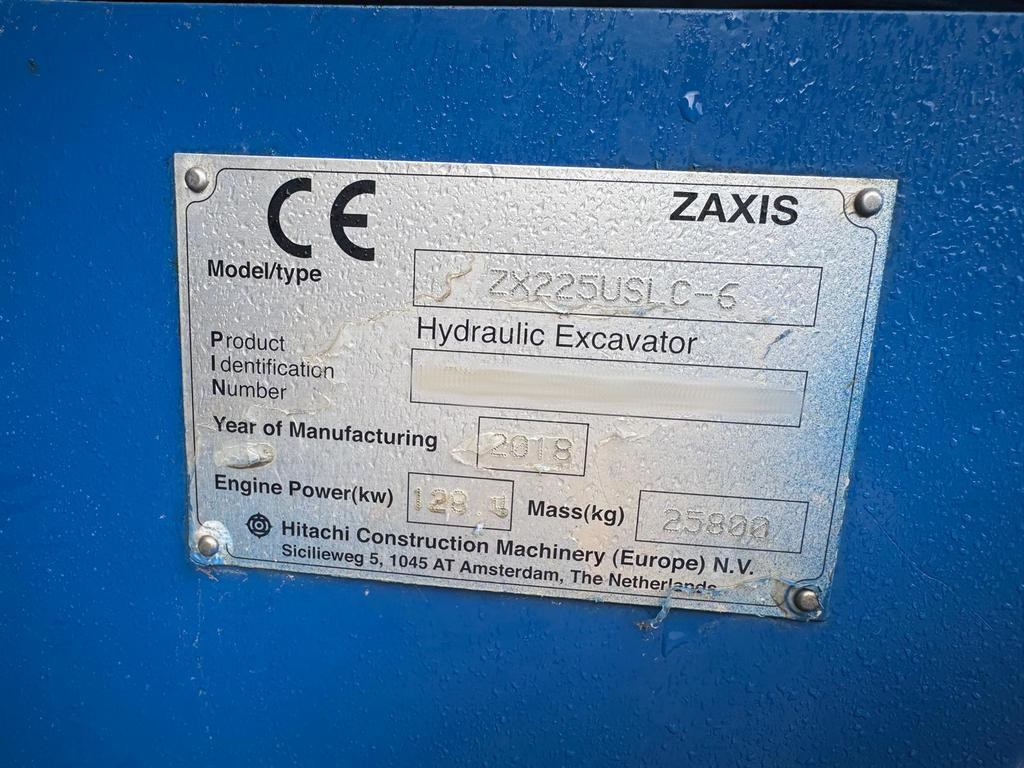 CE ZAXIS
Model/type ZX225USLC-6
Hydraulic Excavator
Product
Identification
Number
Year of Manufacturing 2018
Engine Power(kw) Mass(kg) 25800
Hitachi Construction Machinery (Europe) N.V.
Sicilieweg 5, 1045 AT Amsterdam, The Netherlands